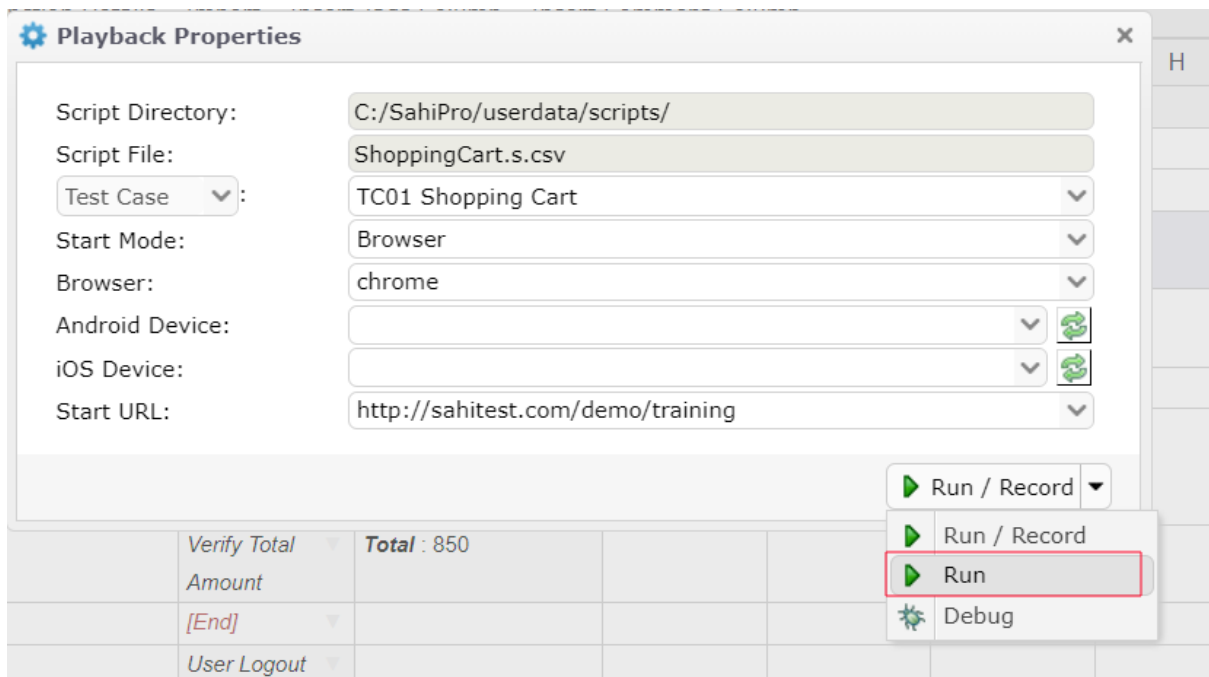 Playback Properties
H
Script Directory: C:/SahiPro/userdata/scripts/
Script File: ShoppingCart.s.csv
Test Case : TC01 Shopping Cart
Start Mode: Browser
Browser: chrome
Android Device:
iOS Device:
Start URL: http://sahitest.com/demo/training
Run / Record
Run / Record
Run
Debug
Verify Total Amount
Total : 850
[End]
User Logout